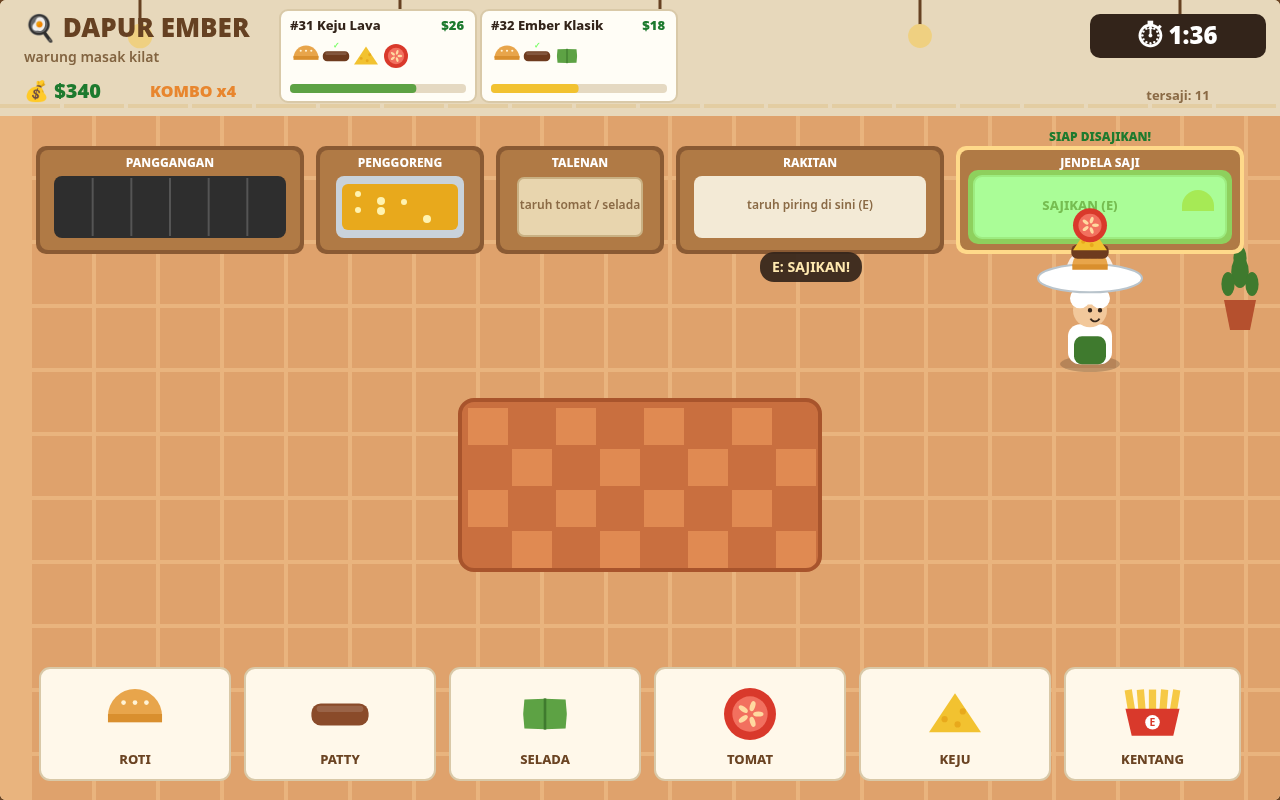 DAPUR EMBER
warung masak kilat
$340
KOMBO x4
#31 Keju Lava $26
#32 Ember Klasik $18
1:36
tersaji: 11
SIAP DISAJIKAN!
PANGGANGAN
PENGGORENG
TALENAN
RAKITAN
JENDELA SAJI
taruh tomat / selada
taruh piring di sini (E)
SAJIKAN (E)
E: SAJIKAN!
E
ROTI
PATTY
SELADA
TOMAT
KEJU
KENTANG